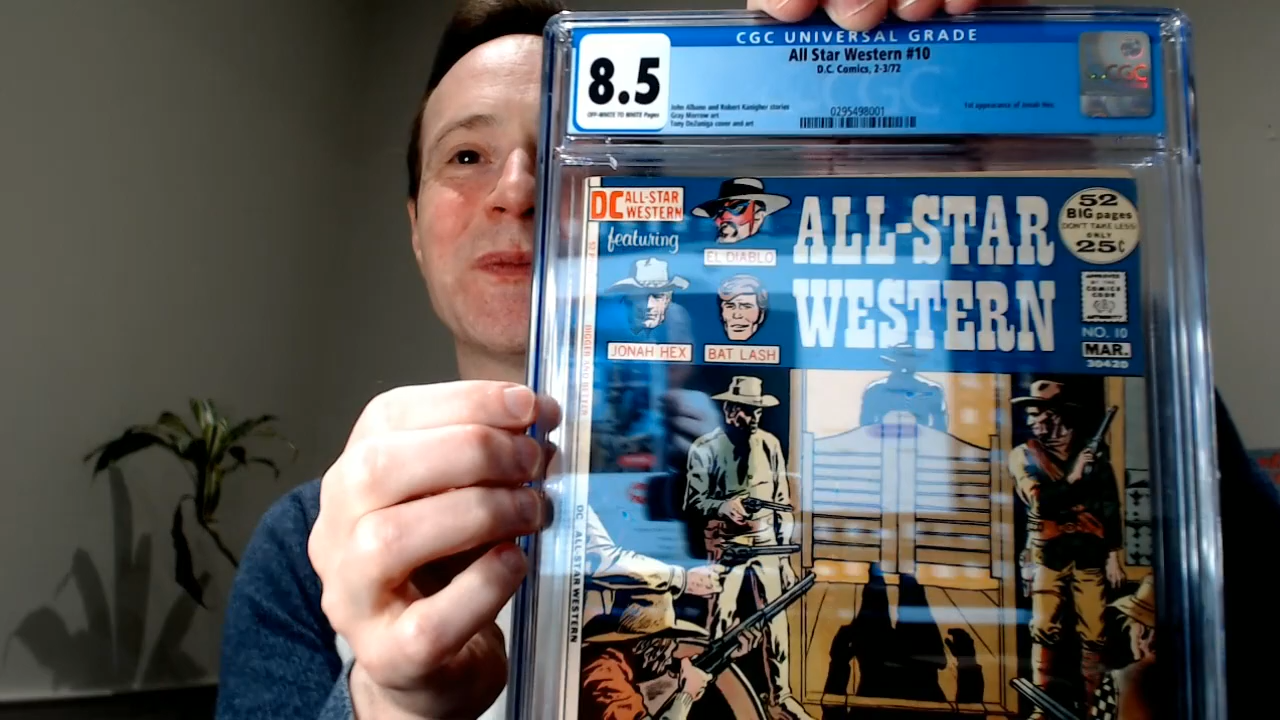 CGC UNIVERSAL GRADE
All Star Western #10
D.C. Comics, 2-3/72
8.5
OFF-WHITE TO WHITE Pages
John Albano and Robert Kanigher stories
Gray Morrow art
Tony DeZuniga cover and art
0295498001
1st appearance of Jonah Hex
CGC
DC ALL-STAR
WESTERN
featuring
EL DIABLO
JONAH HEX
BAT LASH
ALL-STAR
WESTERN
52
BIG pages
DON'T TAKE LESS!
ONLY
25¢
APPROVED
BY THE
COMICS
CODE
AUTHORITY
NO. 10
MAR.
30420
BIGGER AND BETTER
DC ALL-STAR WESTERN